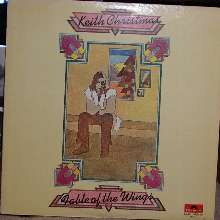 Keith Christmas
Fable of the Wings